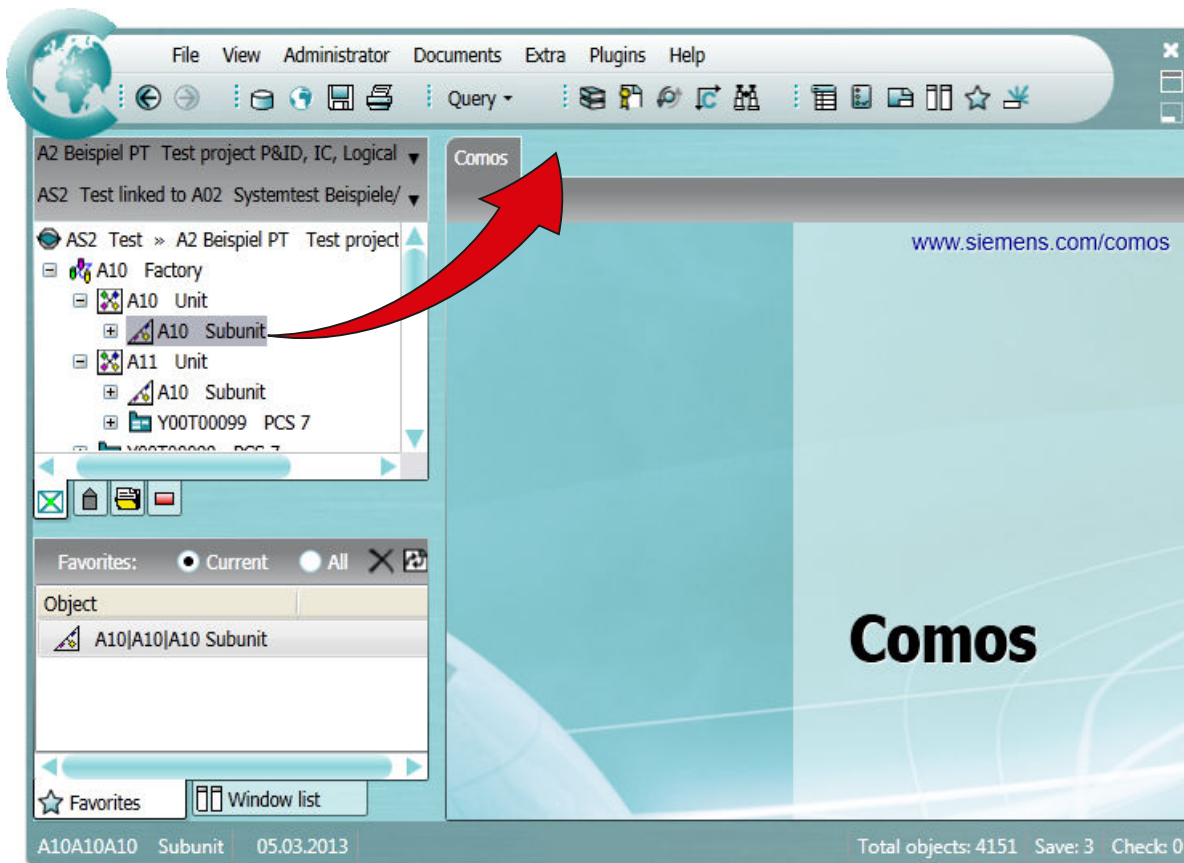 File View Administrator Documents Extra Plugins Help
Query
A2 Beispiel PT Test project P&ID, IC, Logical
AS2 Test linked to A02 Systemtest Beispiele/
Comos
AS2 Test » A2 Beispiel PT Test project
www.siemens.com/comos
A10 Factory
A10 Unit
A10 Subunit
A11 Unit
A10 Subunit
Y00T00099 PCS 7
Favorites: Current All
Object
A10|A10|A10 Subunit
Comos
Favorites Window list
A10A10A10 Subunit 05.03.2013 Total objects: 4151 Save: 3 Check: 0